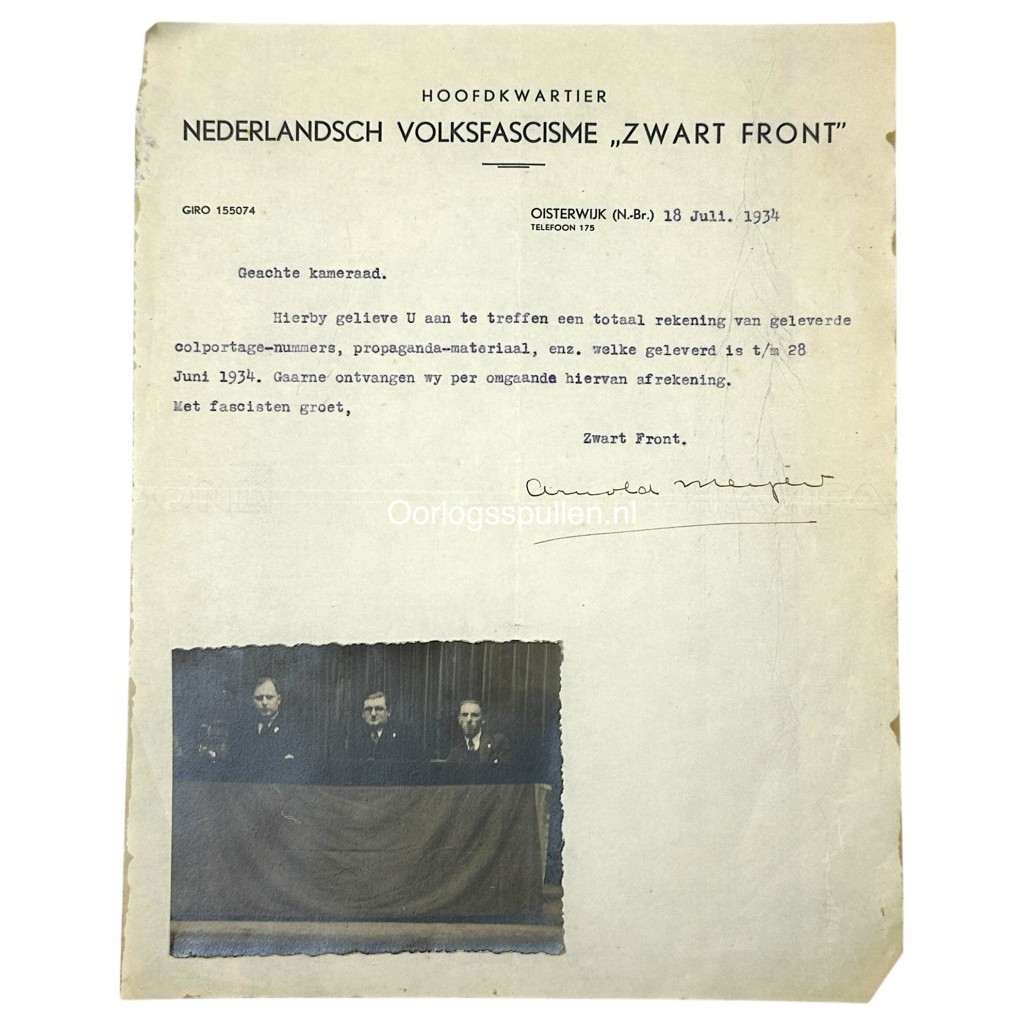 HOOFDKWARTIER
NEDERLANDSCH VOLKSFASCISME „ZWART FRONT”
GIRO 155074
OISTERWIJK (N.-Br.) 18 Juli. 1934
TELEFOON 175
Geachte kameraad.
Hierby gelieve U aan te treffen een totaal rekening van geleverde
colportage-nummers, propaganda-materiaal, enz. welke geleverd is t/m 28
Juni 1934. Gaarne ontvangen wy per omgaande hiervan afrekening.
Met fascisten groet,
Zwart Front.
Arnold Meijer
Oorlogsspullen.nl